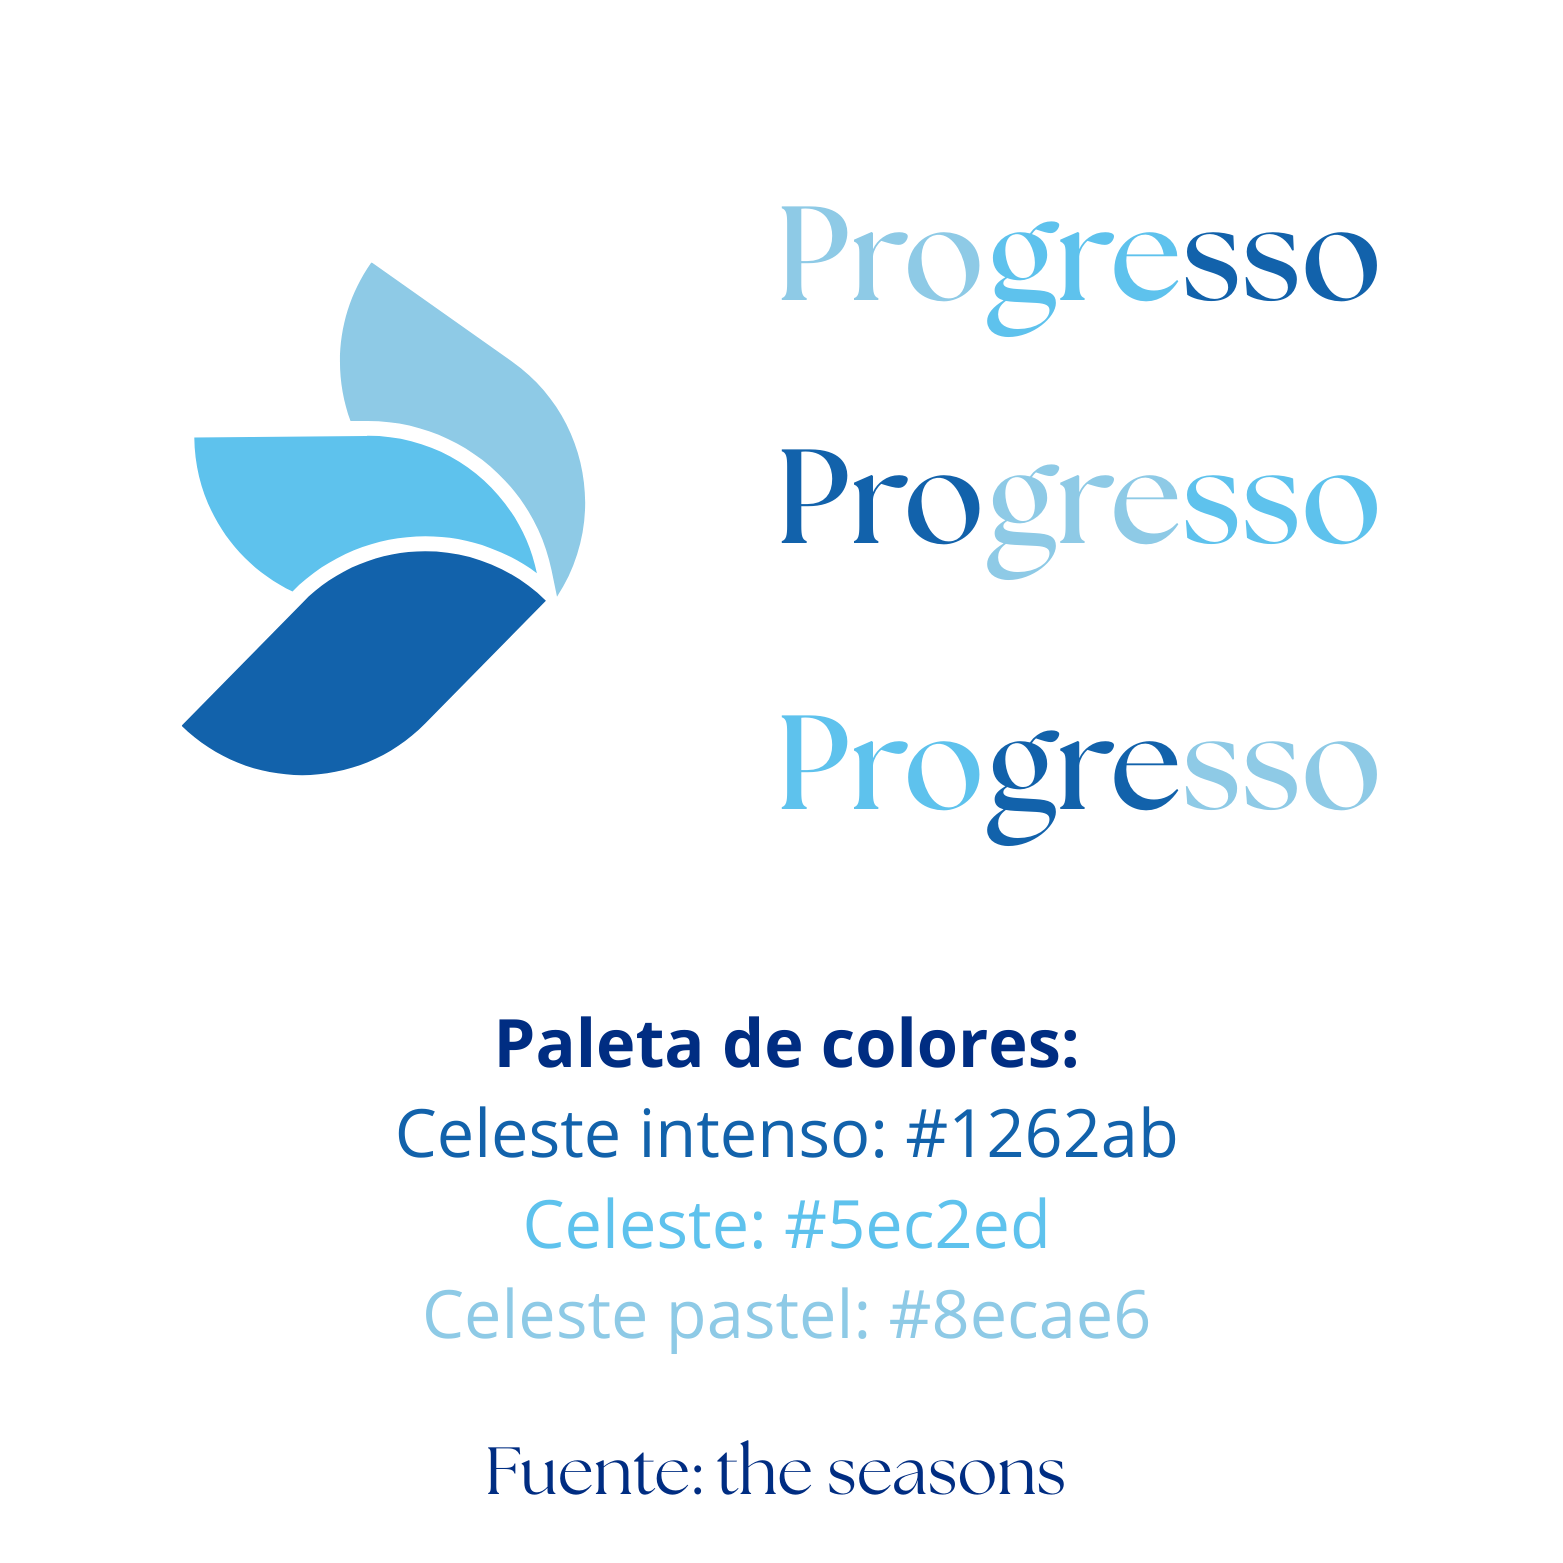 Progresso
Progresso
Progresso
Paleta de colores:
Celeste intenso: #1262ab
Celeste: #5ec2ed
Celeste pastel: #8ecae6
Fuente: the seasons